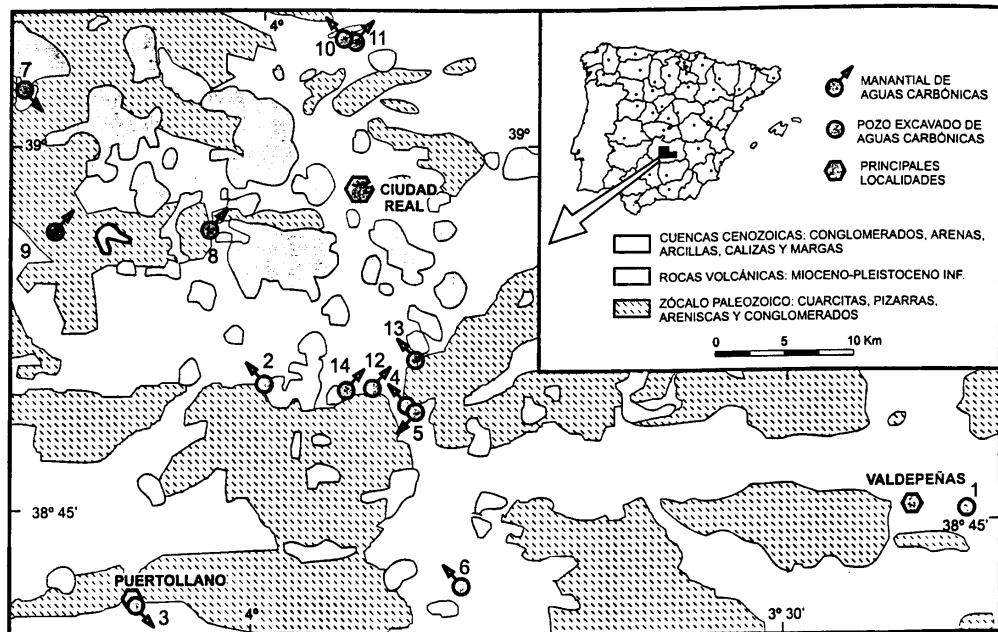 4°
10
11
7
39°
CIUDAD
REAL
9
8
13
2
14
12
4
5
38° 45'
PUERTOLLANO
3
4°
6
VALDEPEÑAS
1
38° 45'
3° 30'
39°
MANANTIAL DE
AGUAS CARBÓNICAS
POZO EXCAVADO DE
AGUAS CARBÓNICAS
PRINCIPALES
LOCALIDADES
CUENCAS CENOZOICAS: CONGLOMERADOS, ARENAS,
ARCILLAS, CALIZAS Y MARGAS
ROCAS VOLCÁNICAS: MIOCENO-PLEISTOCENO INF.
ZÓCALO PALEOZOICO: CUARCITAS, PIZARRAS,
ARENISCAS Y CONGLOMERADOS
0 5 10 Km